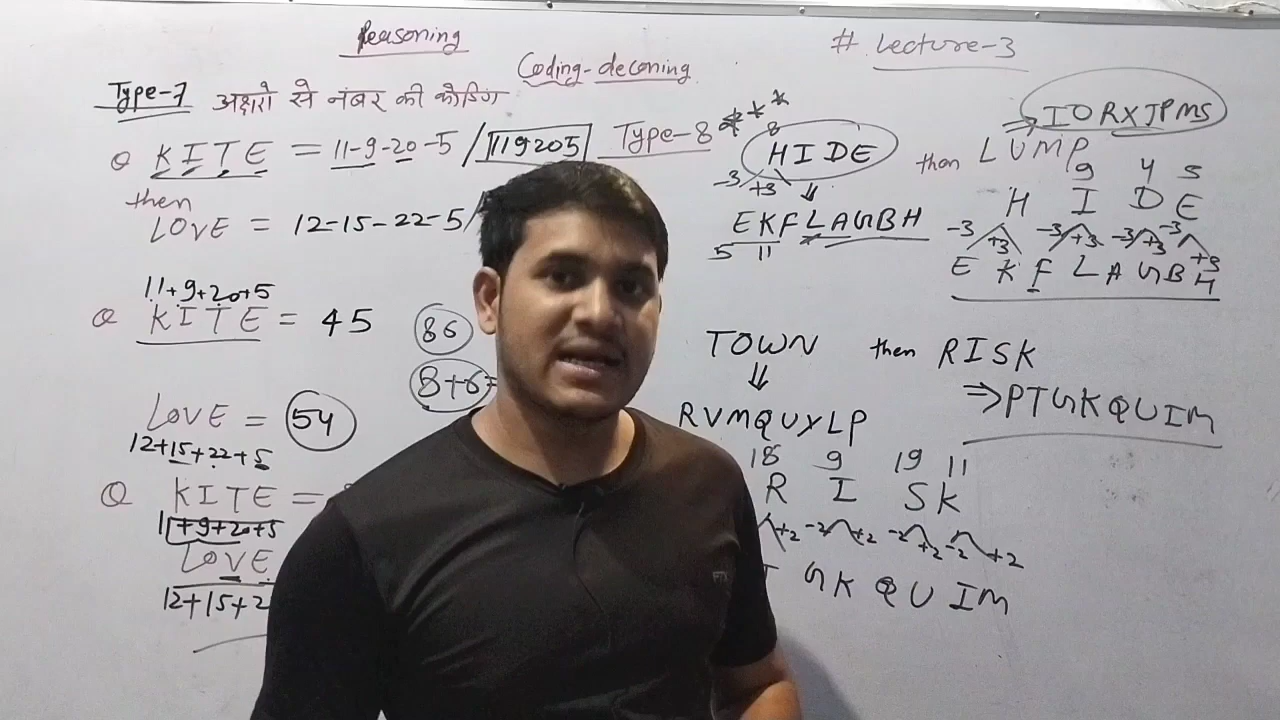 Reasoning
# Lecture-3
Coding-deconing
Type-7 अक्षरो से नंबर की कोडिंग
Q KITE = 11-9-20-5 / 119205
then
LOVE = 12-15-22-5/
11+9+20+5
Q KITE = 45
86
8+6=
LOVE = 54
12+15+22+5
Q KITE =
11+9+20+5
LOVE
12+15+2
Type-8 ***
8
HIDE then LUMP
IORXJPMS
-3 +3
EKFLAGBH
5 11
9 4 5
H I D E
-3 +3 -3 +3 -3 +3 -3 +3
E K F L A G B H
TOWN then RISK
⇓ ⇒ PTGKQUIM
RVMQUYLP
18 9 19 11
R I S K
+2 -2 +2 -2 +2 -2 +2
T G K Q U I M